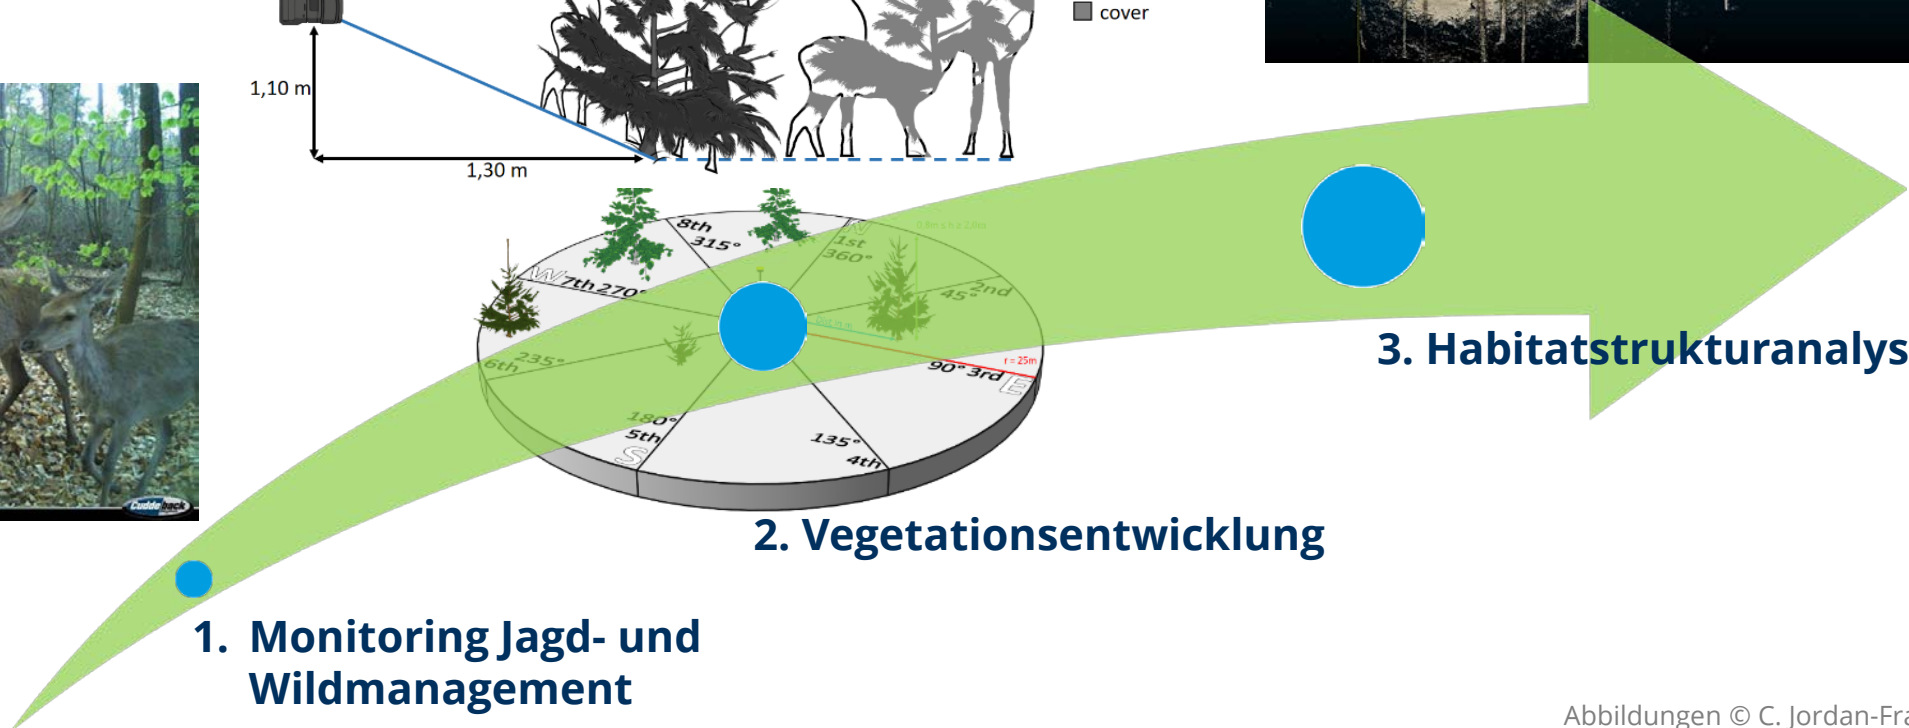 cover
1,10 m
1,30 m
8th
315°
N
1st
360°
W
7th 270°
2nd
45°
235°
6th
r = 25m
90° 3rd
E
180°
5th
S
135°
4th
Cuddeback
3. Habitatstrukturanalys
2. Vegetationsentwicklung
1. Monitoring Jagd- und
Wildmanagement
Abbildungen © C. Jordan-Fra